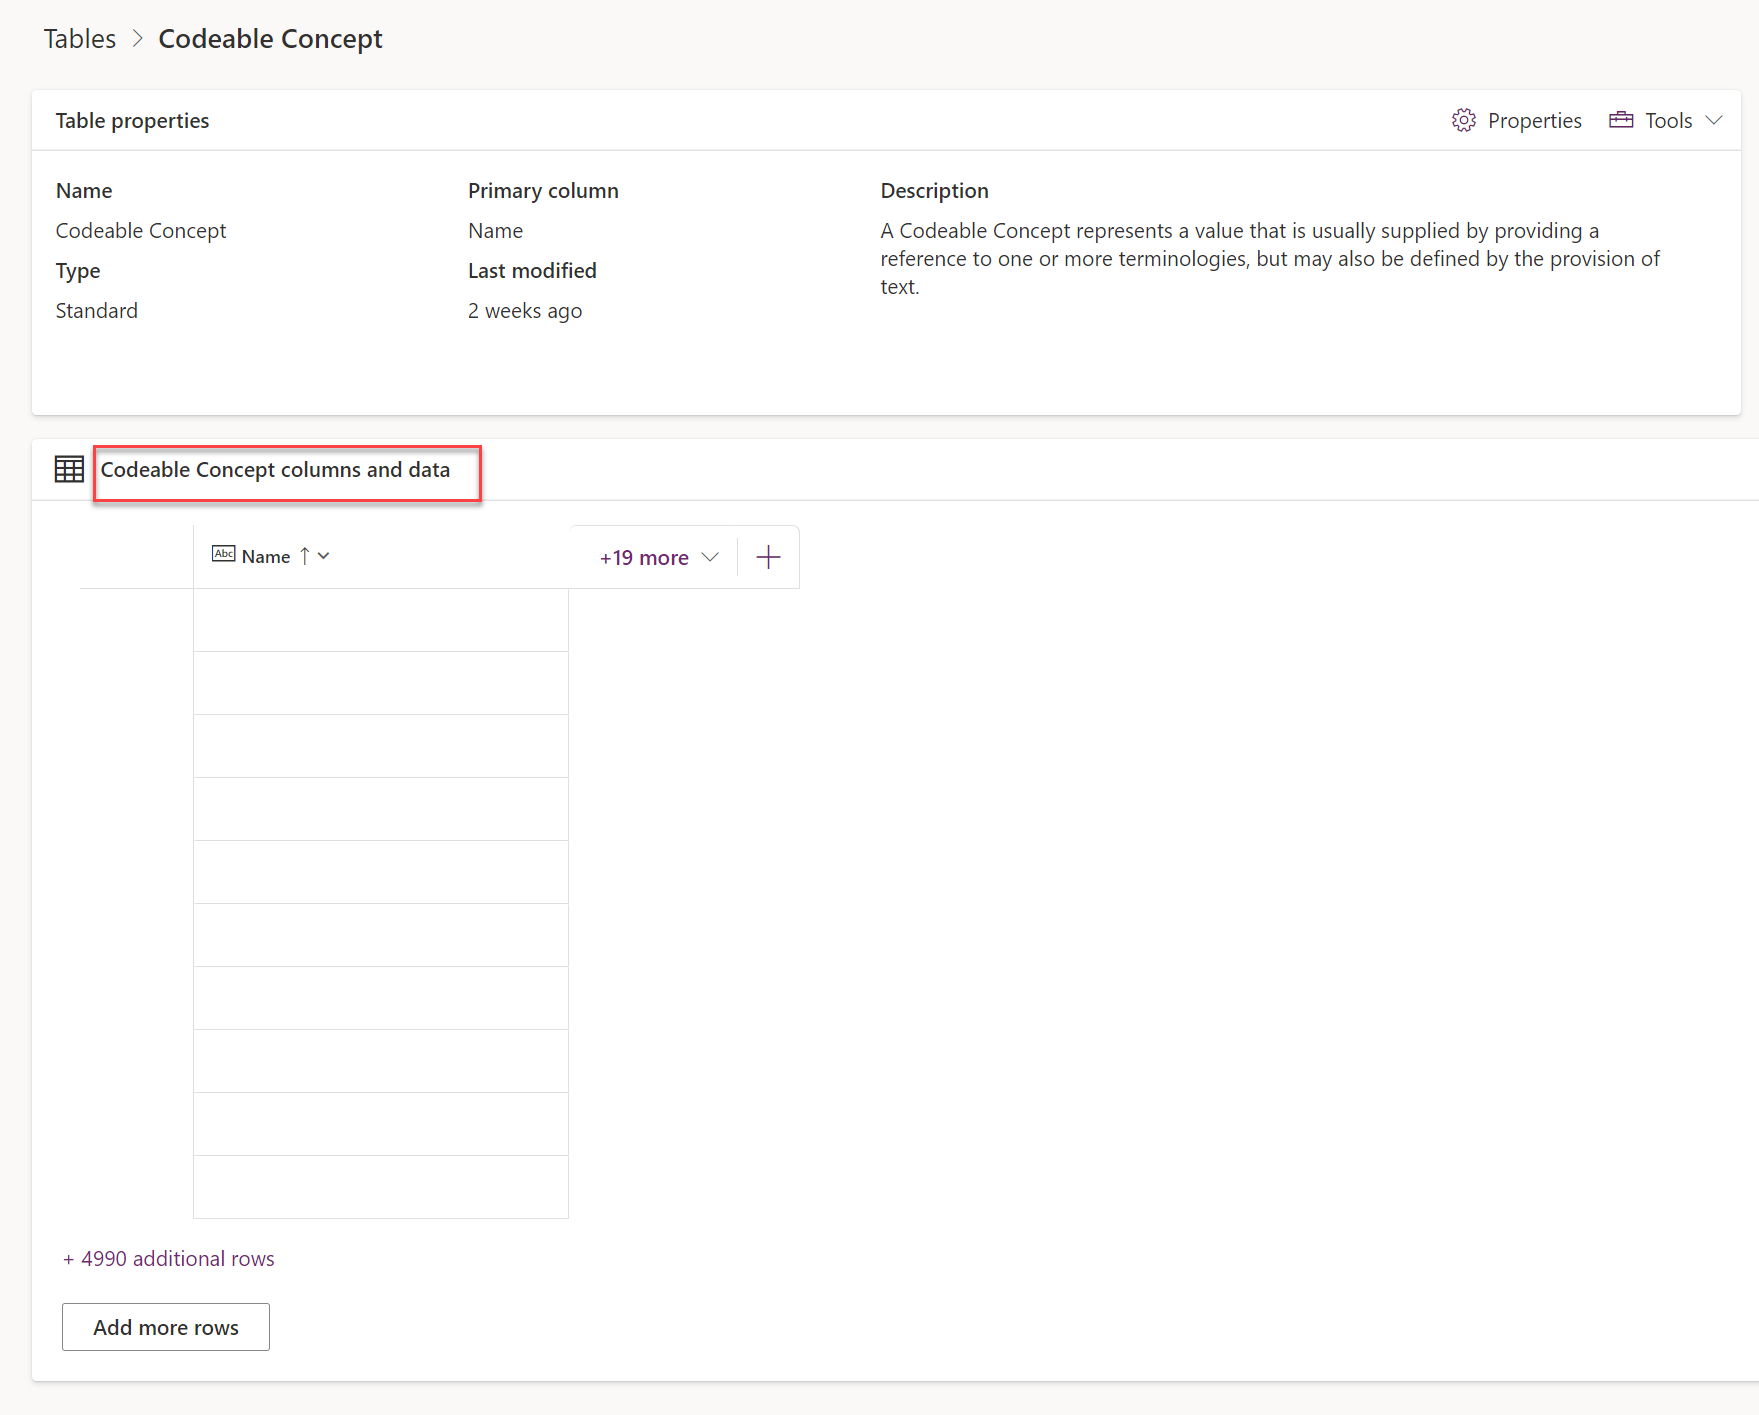 Tables > Codeable Concept
Table properties
Properties
Tools
Name
Primary column
Description
Codeable Concept
Name
A Codeable Concept represents a value that is usually supplied by providing a
reference to one or more terminologies, but may also be defined by the provision of
text.
Type
Last modified
Standard
2 weeks ago
Codeable Concept columns and data
Abc Name ↑
+19 more
+ 4990 additional rows
Add more rows